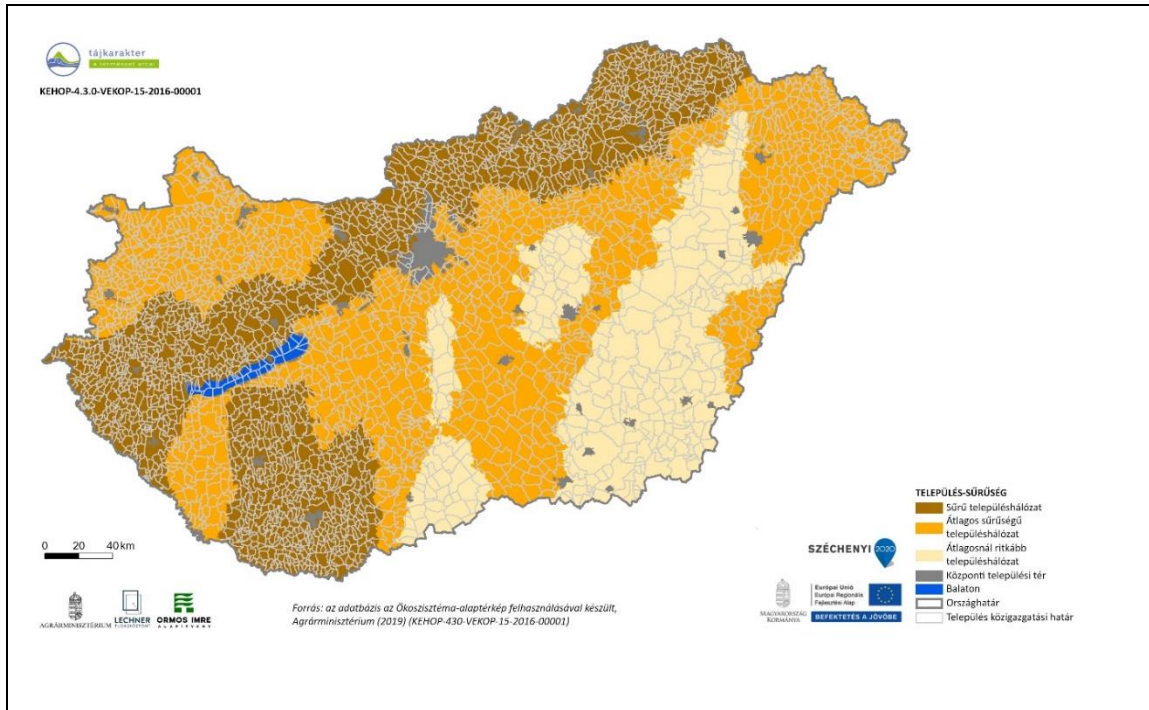 tájkarakter
a természet arcai
KEHOP-4.3.0-VEKOP-15-2016-00001
TELEPÜLÉS-SŰRŰSÉG
Sűrű településhálózat
Átlagos sűrűségű
településhálózat
Átlagosnál ritkább
településhálózat
Központi települési tér
Balaton
Országhatár
Település közigazgatási határ
0 20 40 km
SZÉCHENYI 2020
Magyarország
Kormánya
Európai Unió
Európai Regionális
Fejlesztési Alap
BEFEKTETÉS A JÖVŐBE
AGRÁRMINISZTÉRIUM
LECHNER
TUDÁSKÖZPONT
ORMOS IMRE
ALAPÍTVÁNY
Forrás: az adatbázis az Ökoszisztéma-alaptérkép felhasználásával készült,
Agrárminisztérium (2019) (KEHOP-430-VEKOP-15-2016-00001)